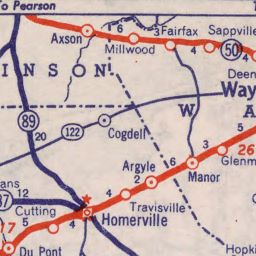 To Pearson
Sappville
Axson
6
3
Fairfax
4
Millwood
50
4
INSON
Deen
Way
W A
89
20
122
Cogdell
5
26
Argyle
6
3
Glenm
2
Manor
4
12
Cutting
Travisville
Homerville
4
7
5
Du Pont
Hopki